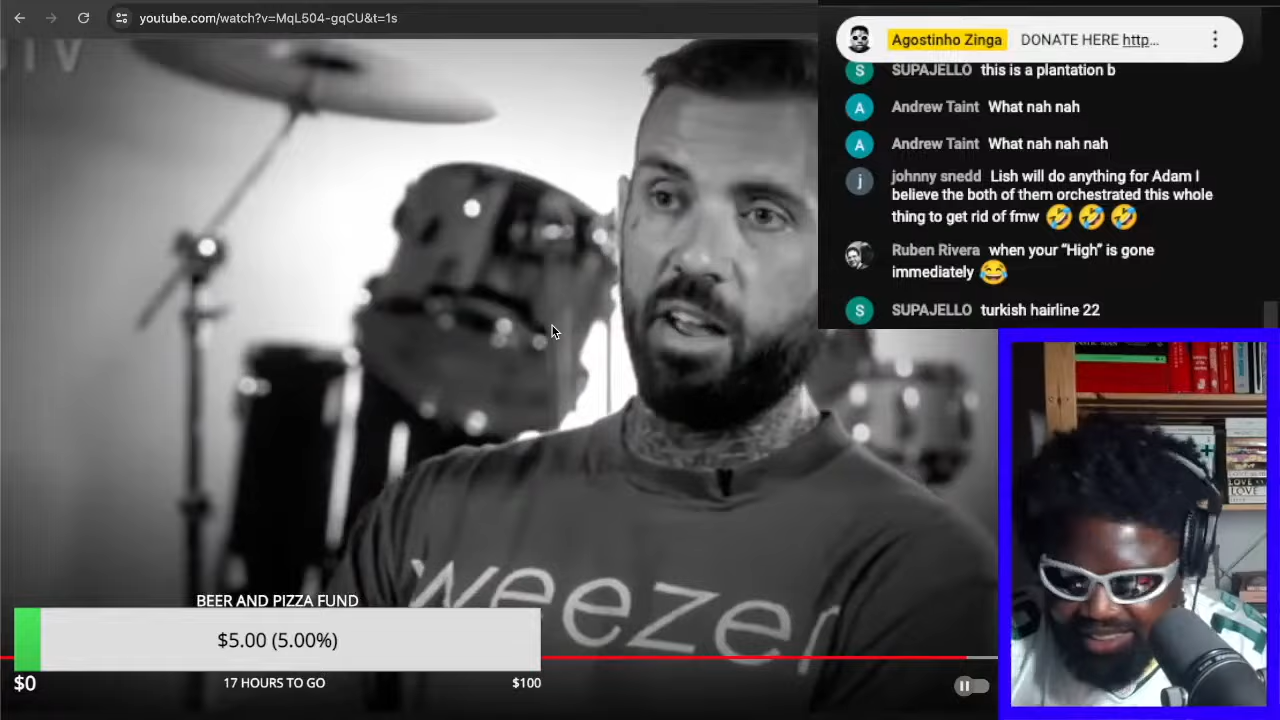 youtube.com/watch?v=MqL504-gqCU&t=1s
Agostinho Zinga DONATE HERE http...
SUPAJELLO this is a plantation b
Andrew Taint What nah nah
Andrew Taint What nah nah nah
johnny snedd Lish will do anything for Adam I
believe the both of them orchestrated this whole
thing to get rid of fmw 🤣 🤣 🤣
Ruben Rivera when your “High” is gone
immediately 😂
SUPAJELLO turkish hairline 22
S
A
A
j
S
weezer
LOVE
LOVE
BEER AND PIZZA FUND
$5.00 (5.00%)
$0 17 HOURS TO GO $100